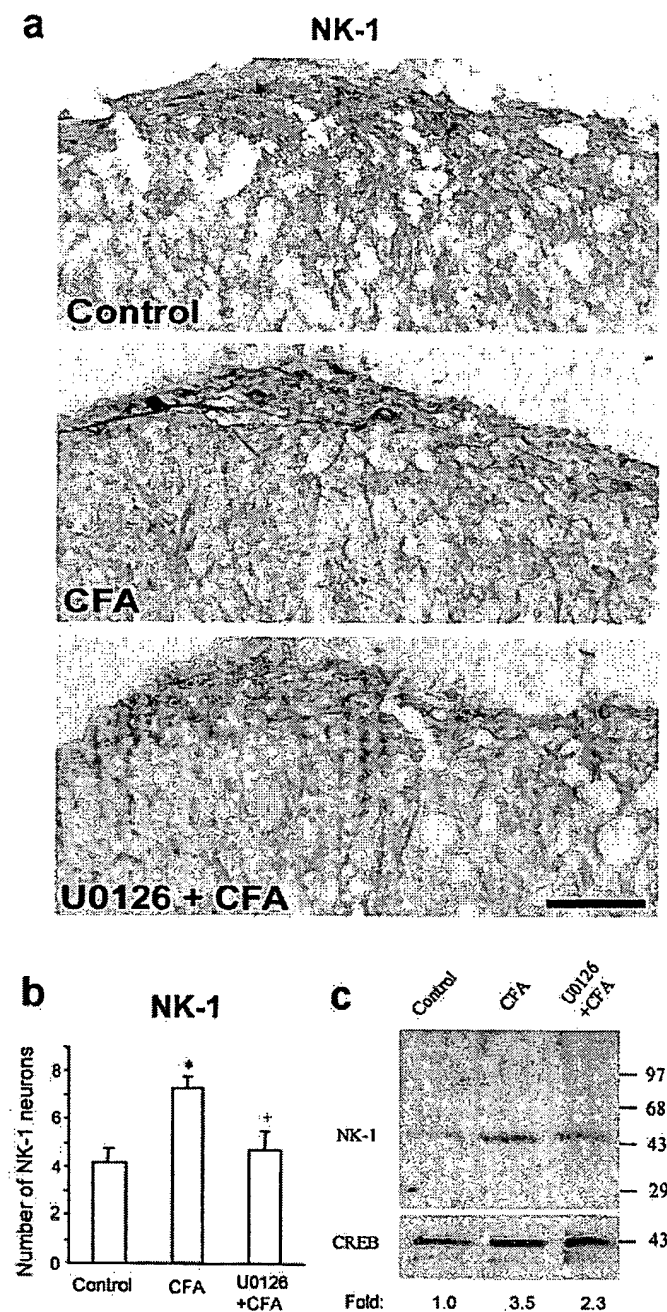 a
NK-1
Control
CFA
U0126 + CFA
b
NK-1
Number of NK-1 neurons
8
6
4
2
0
*
+
Control
CFA
U0126
+CFA
c
Control
CFA
U0126
+CFA
NK-1
97
68
43
29
CREB
43
Fold: 1.0 3.5 2.3